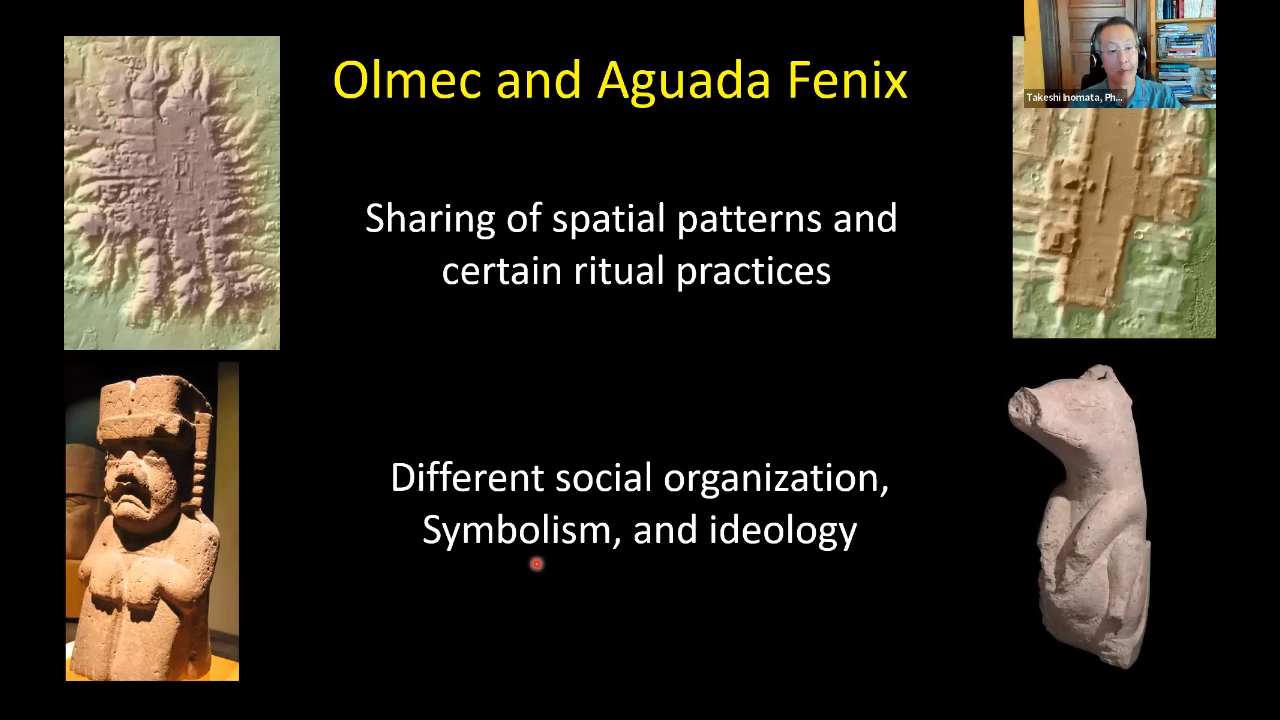 Olmec and Aguada Fenix
Takeshi Inomata, Ph...
Sharing of spatial patterns and
certain ritual practices
Different social organization,
Symbolism, and ideology